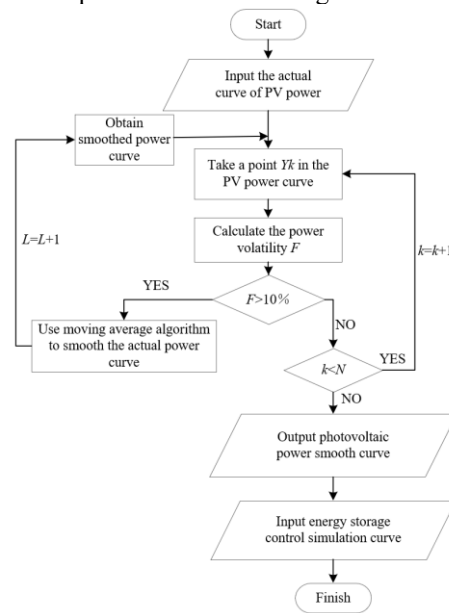 Start
Input the actual
curve of PV power
Obtain
smoothed power
curve
Take a point Yk in the
PV power curve
L=L+1
k=k+1
Calculate the power
volatility F
YES
F>10%
NO
Use moving average algorithm
to smooth the actual power
curve
YES
k<N
NO
Output photovoltaic
power smooth curve
Input energy storage
control simulation curve
Finish